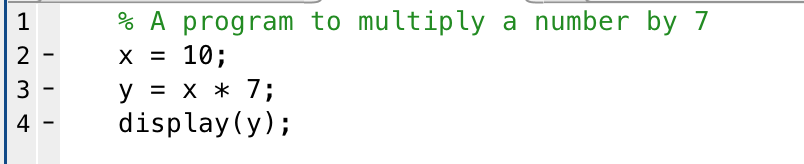 1 % A program to multiply a number by 7
2 - x = 10;
3 - y = x * 7;
4 - display(y);